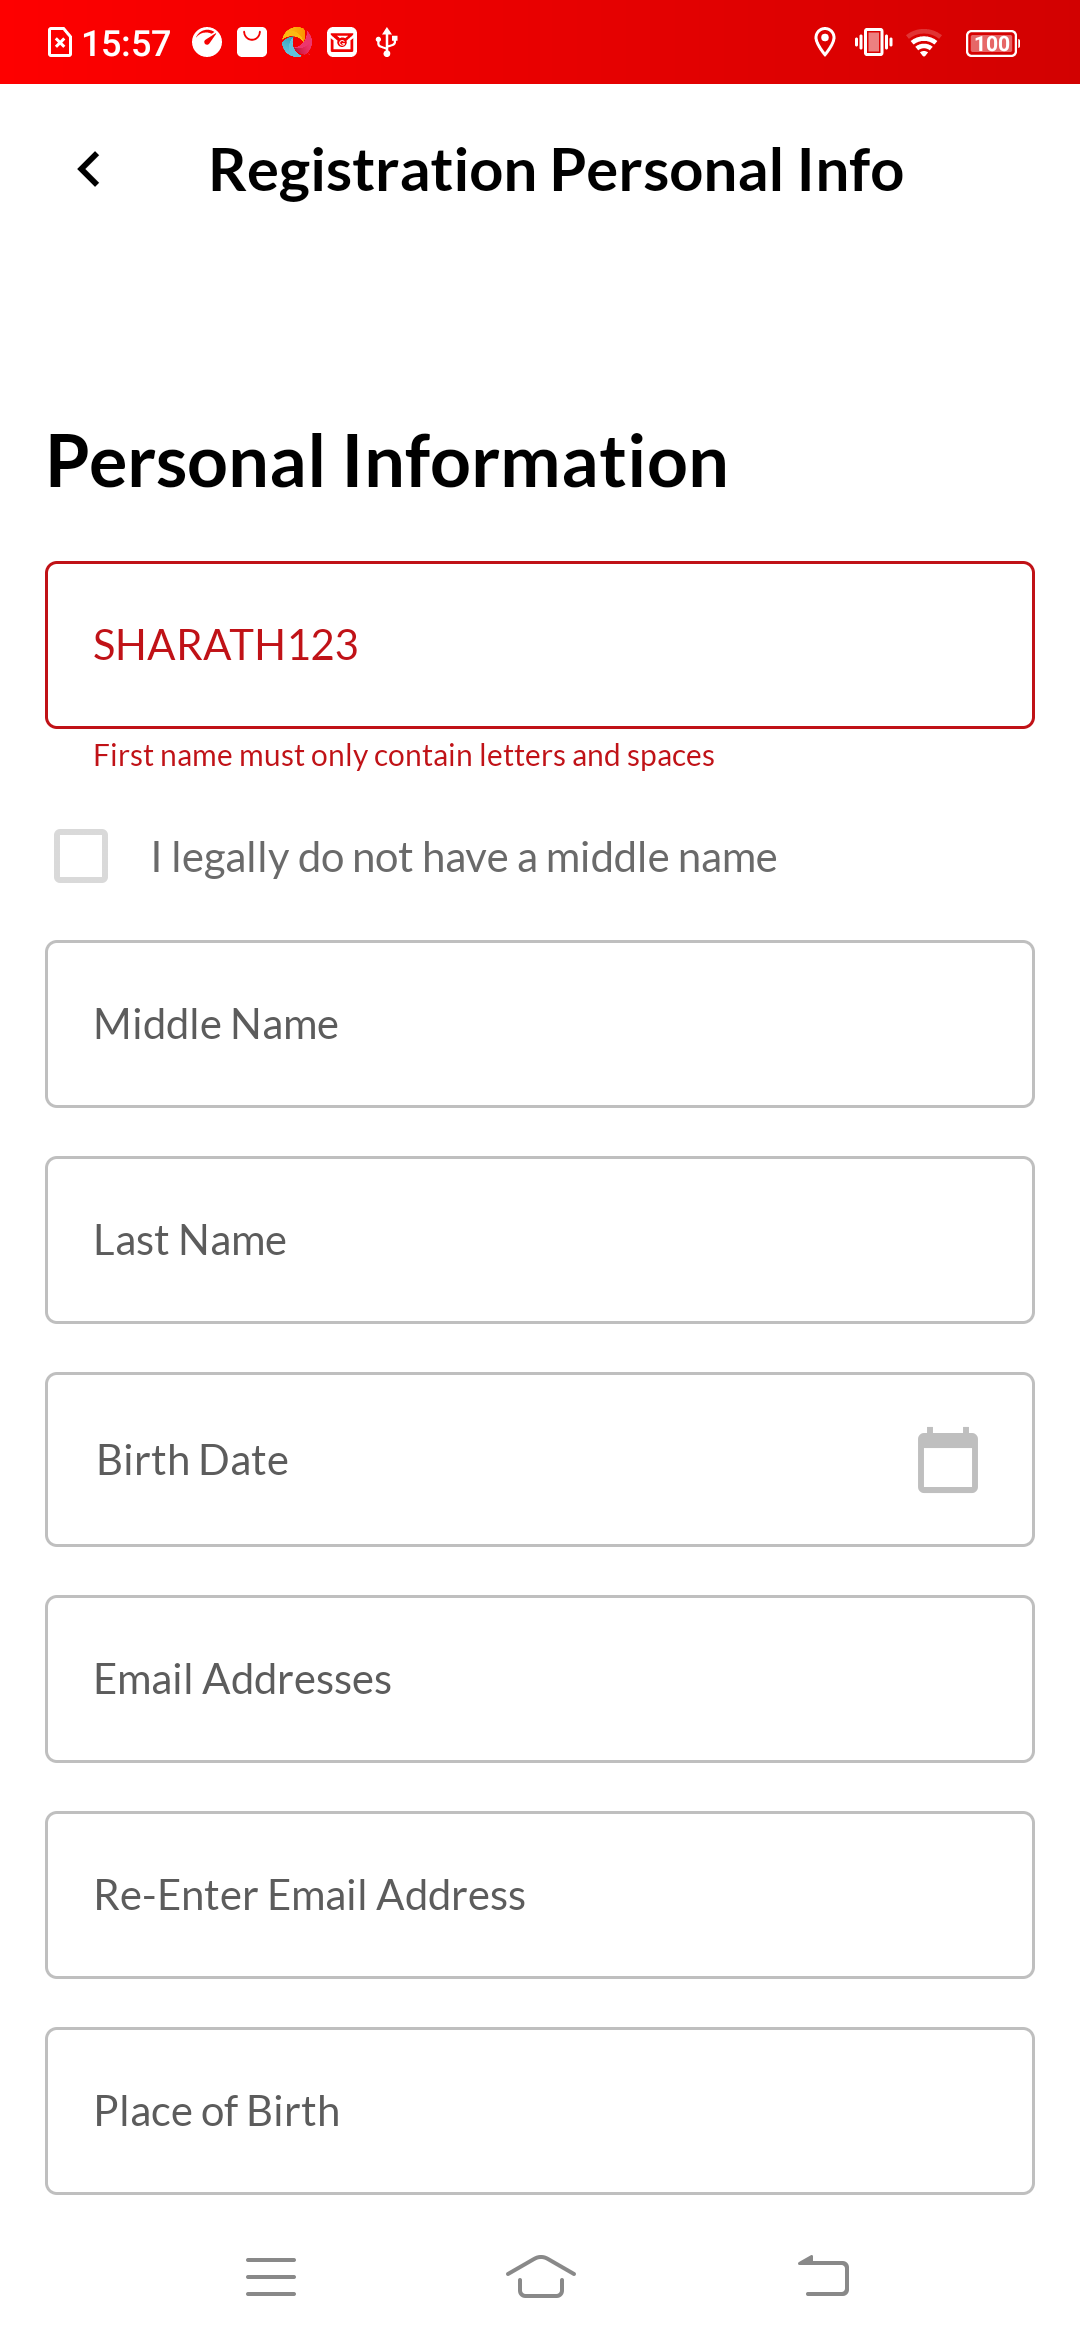 15:57
100
Registration Personal Info
Personal Information
SHARATH123
First name must only contain letters and spaces
I legally do not have a middle name
Middle Name
Last Name
Birth Date
Email Addresses
Re-Enter Email Address
Place of Birth